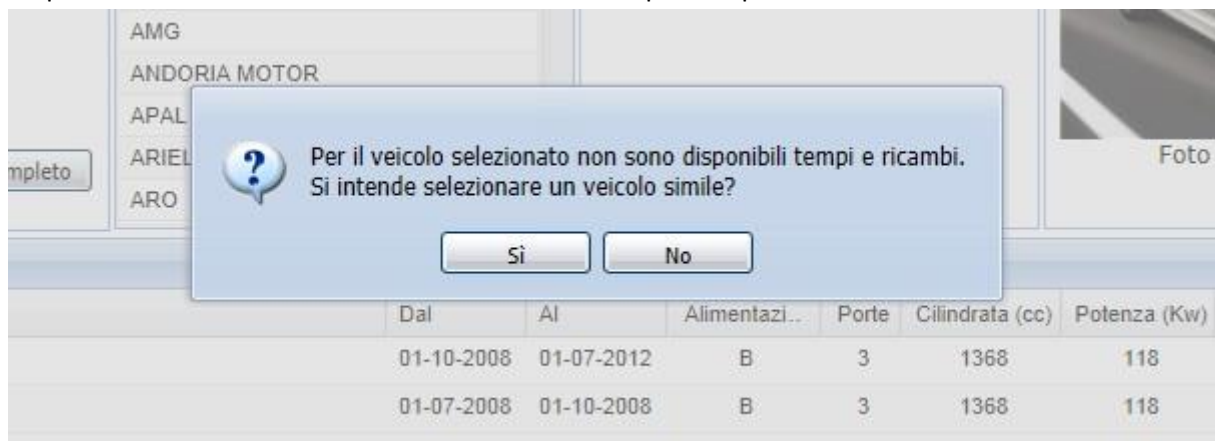 AMG
ANDORIA MOTOR
APAL
ARIEL
ARO
mpleto
Foto
Per il veicolo selezionato non sono disponibili tempi e ricambi.
Si intende selezionare un veicolo simile?
Sì No
Dal Al Alimentazi.. Porte Cilindrata (cc) Potenza (Kw)
01-10-2008 01-07-2012 B 3 1368 118
01-07-2008 01-10-2008 B 3 1368 118